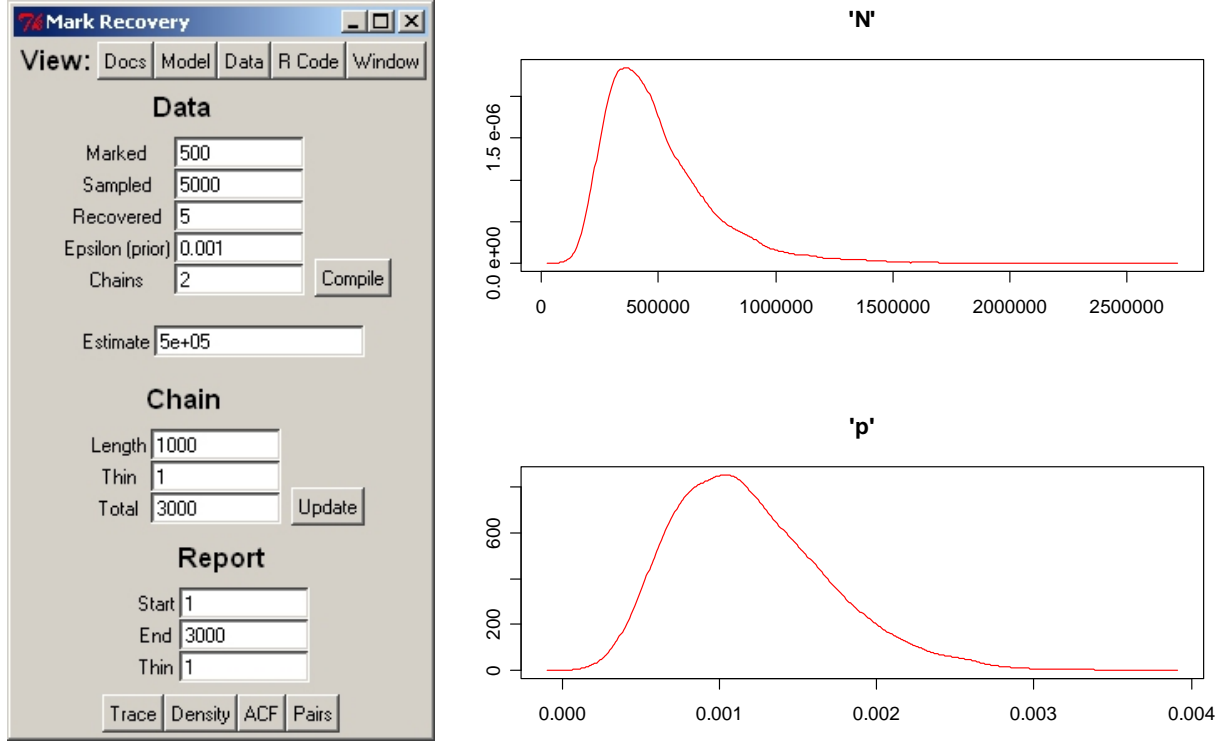 Mark Recovery
View: Docs Model Data R Code Window
Data
Marked 500
Sampled 5000
Recovered 5
Epsilon (prior) 0.001
Chains 2 Compile
Estimate 5e+05
Chain
Length 1000
Thin 1
Total 3000 Update
Report
Start 1
End 3000
Thin 1
Trace Density ACF Pairs
'N'
1.5 e-06
0.0 e+00
0 500000 1000000 1500000 2000000 2500000
'p'
600
200
0
0.000 0.001 0.002 0.003 0.004